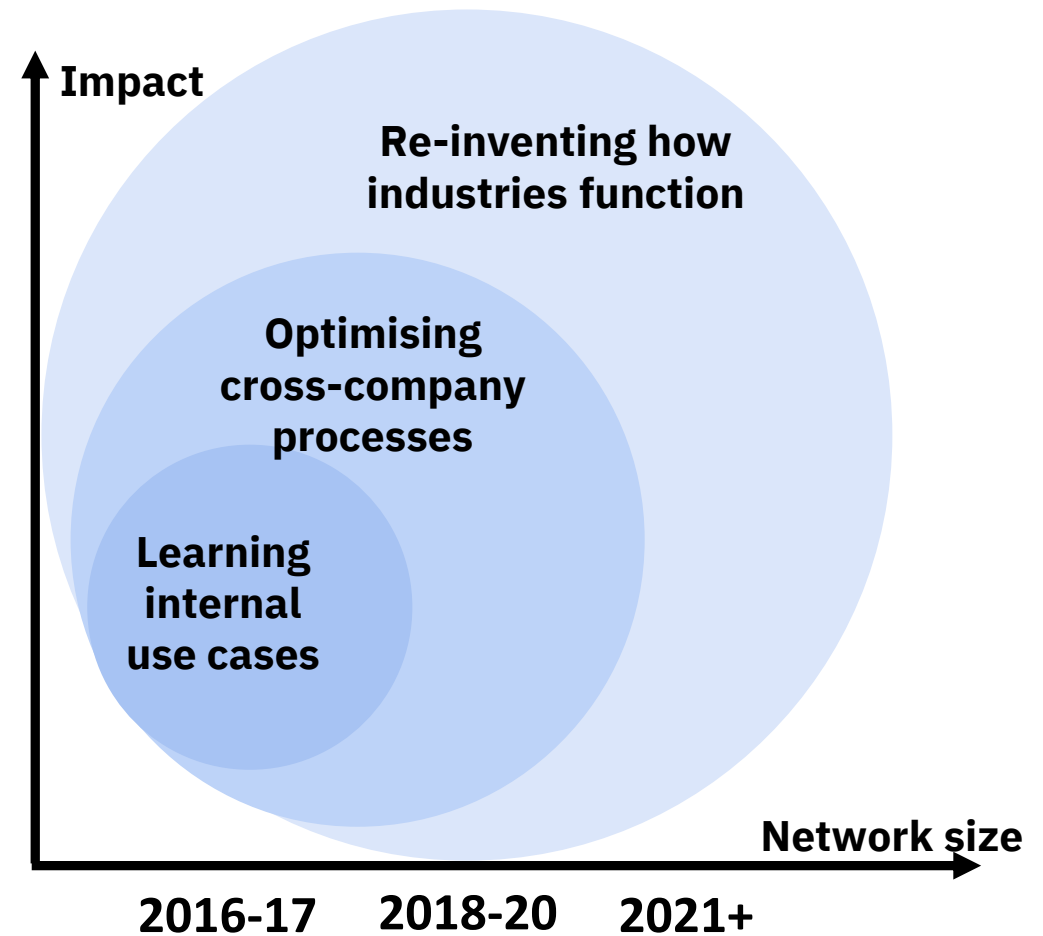 Impact
Re-inventing how
industries function
Optimising
cross-company
processes
Learning
internal
use cases
Network size
2016-17
2018-20
2021+